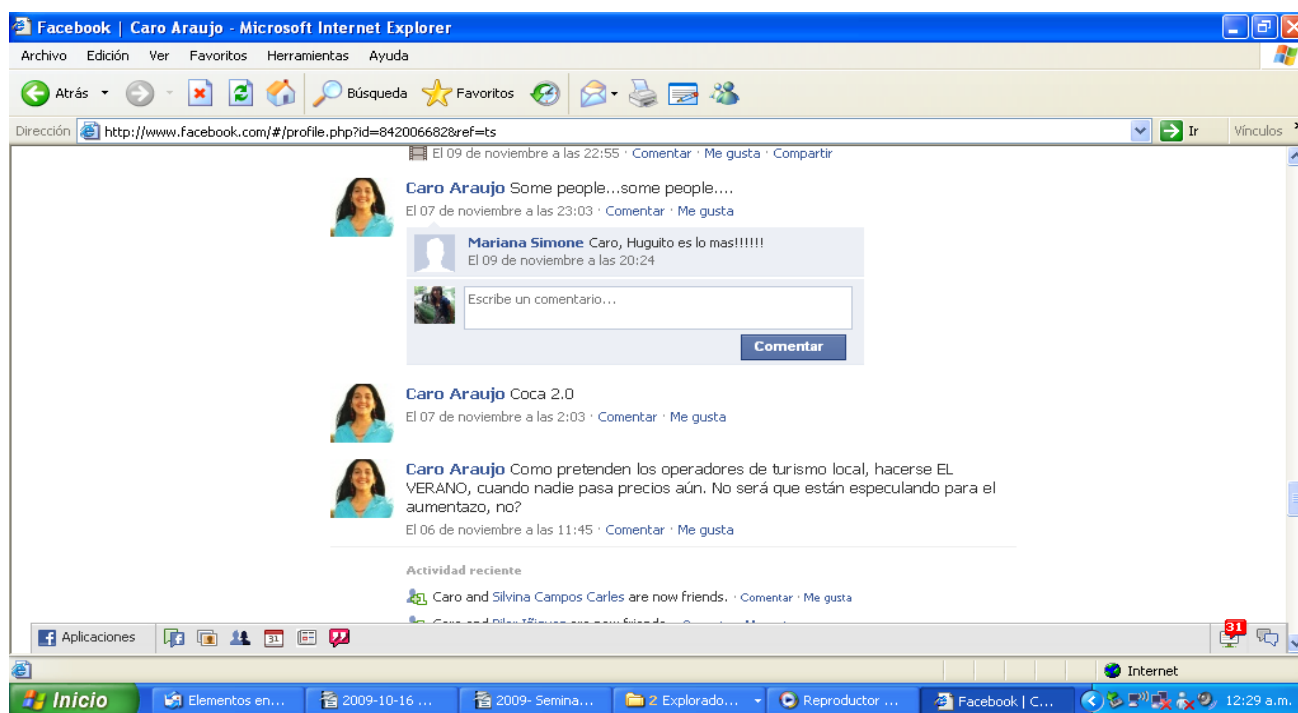 Facebook | Caro Araujo - Microsoft Internet Explorer
Archivo Edición Ver Favoritos Herramientas Ayuda
Atrás Búsqueda Favoritos
Dirección http://www.facebook.com/#/profile.php?id=842006682&ref=ts Ir Vínculos
El 09 de noviembre a las 22:55 · Comentar · Me gusta · Compartir
Caro Araujo Some people...some people....
El 07 de noviembre a las 23:03 · Comentar · Me gusta
Mariana Simone Caro, Huguito es lo mas!!!!!!
El 09 de noviembre a las 20:24
Escribe un comentario...
Comentar
Caro Araujo Coca 2.0
El 07 de noviembre a las 2:03 · Comentar · Me gusta
Caro Araujo Como pretenden los operadores de turismo local, hacerse EL
VERANO, cuando nadie pasa precios aún. No será que están especulando para el
aumentazo, no?
El 06 de noviembre a las 11:45 · Comentar · Me gusta
Actividad reciente
Caro and Silvina Campos Carles are now friends. · Comentar · Me gusta
Aplicaciones 31 31
Internet
Inicio Elementos en... 2009-10-16 ... 2009- Semina... 2 Explorado... Reproductor ... Facebook | C... 12:29 a.m.